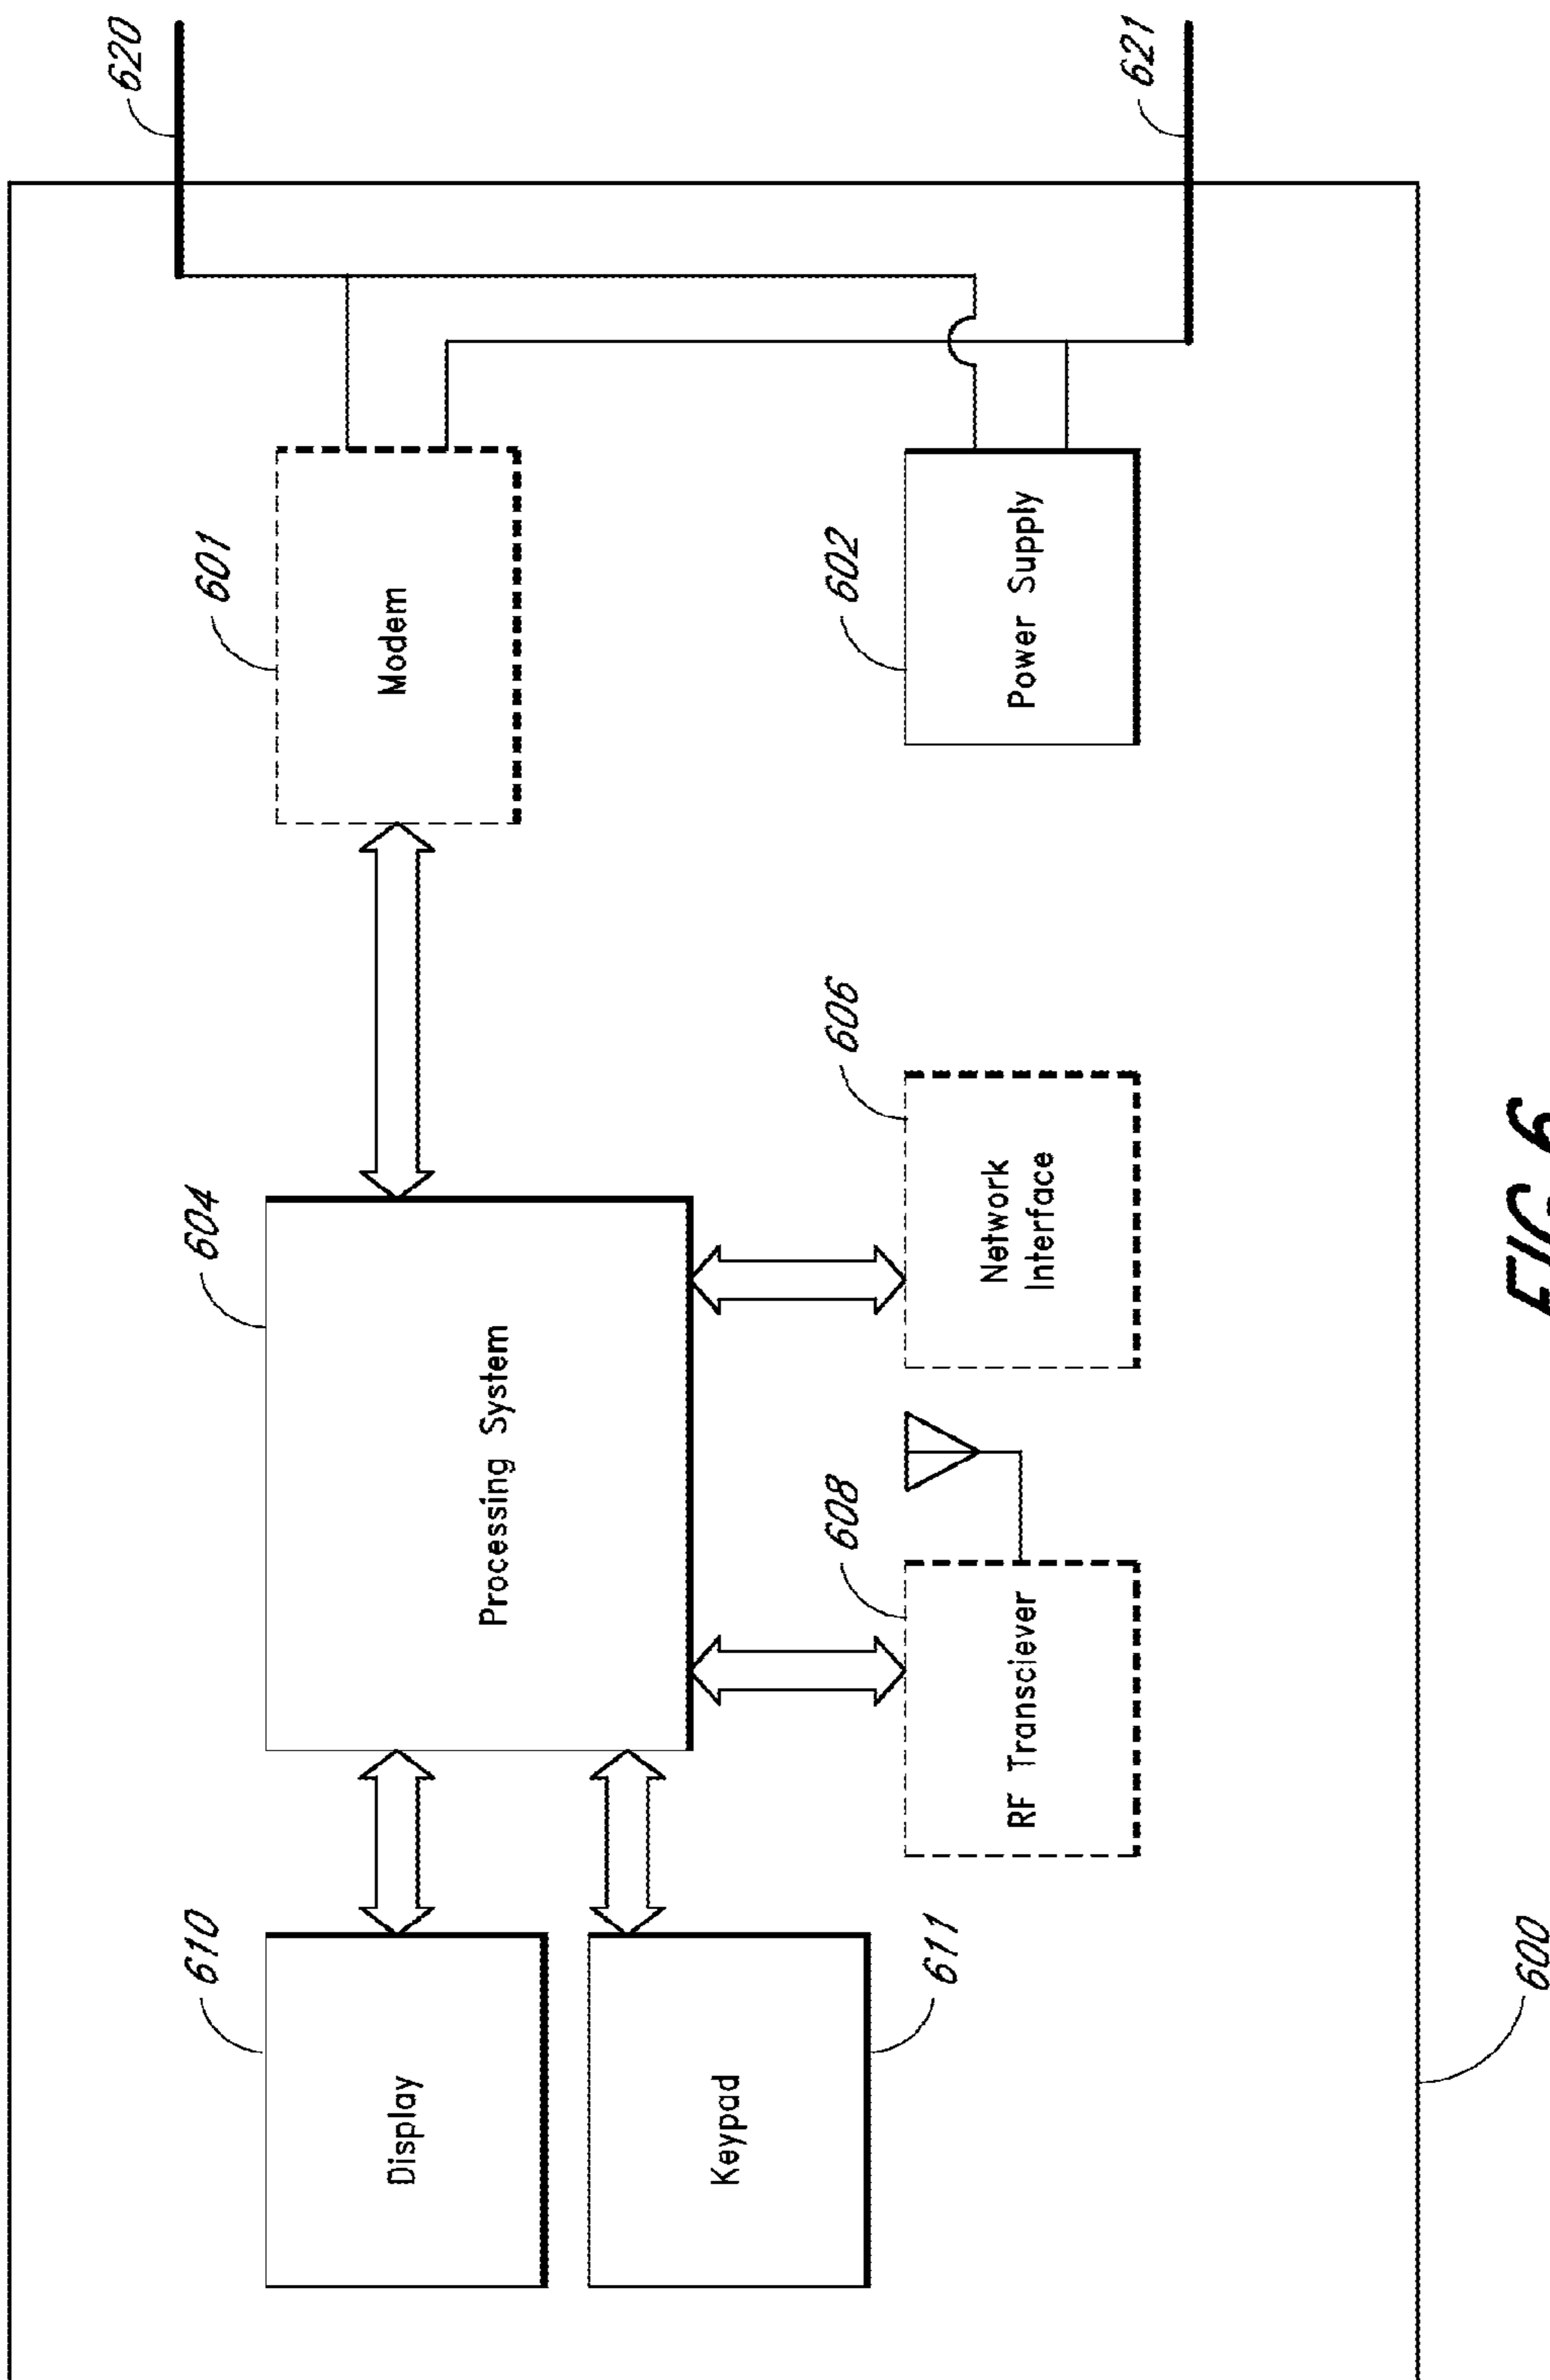 620
621
601
Modem
602
Power Supply
604
Processing System
606
Network
Interface
608
RF Transciever
610
Display
Keypad
611
600
FIG. 6